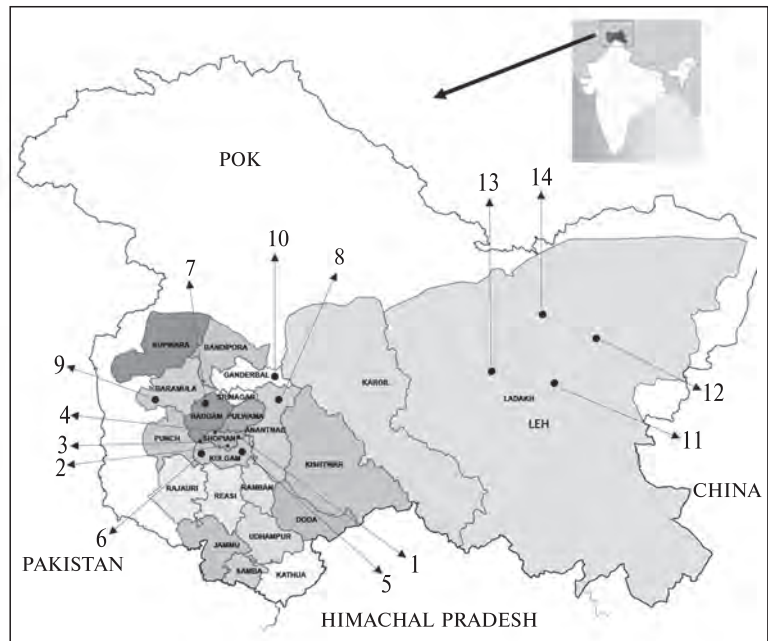 POK
13
14
10
8
7
KUPWARA
BANDIPORA
GANDERBAL
9
BARAMULA
SRINAGAR
KARGIL
LADAKH
LEH
12
11
4
BADGAM
PULWAMA
ANANTNAG
3
PUNCH
SHOPIAN
2
KULGAM
KISHTWAR
CHINA
RAJAURI
REASI
RAMBAN
6
DODA
PAKISTAN
JAMMU
UDHAMPUR
1
5
SAMBA
KATHUA
HIMACHAL PRADESH